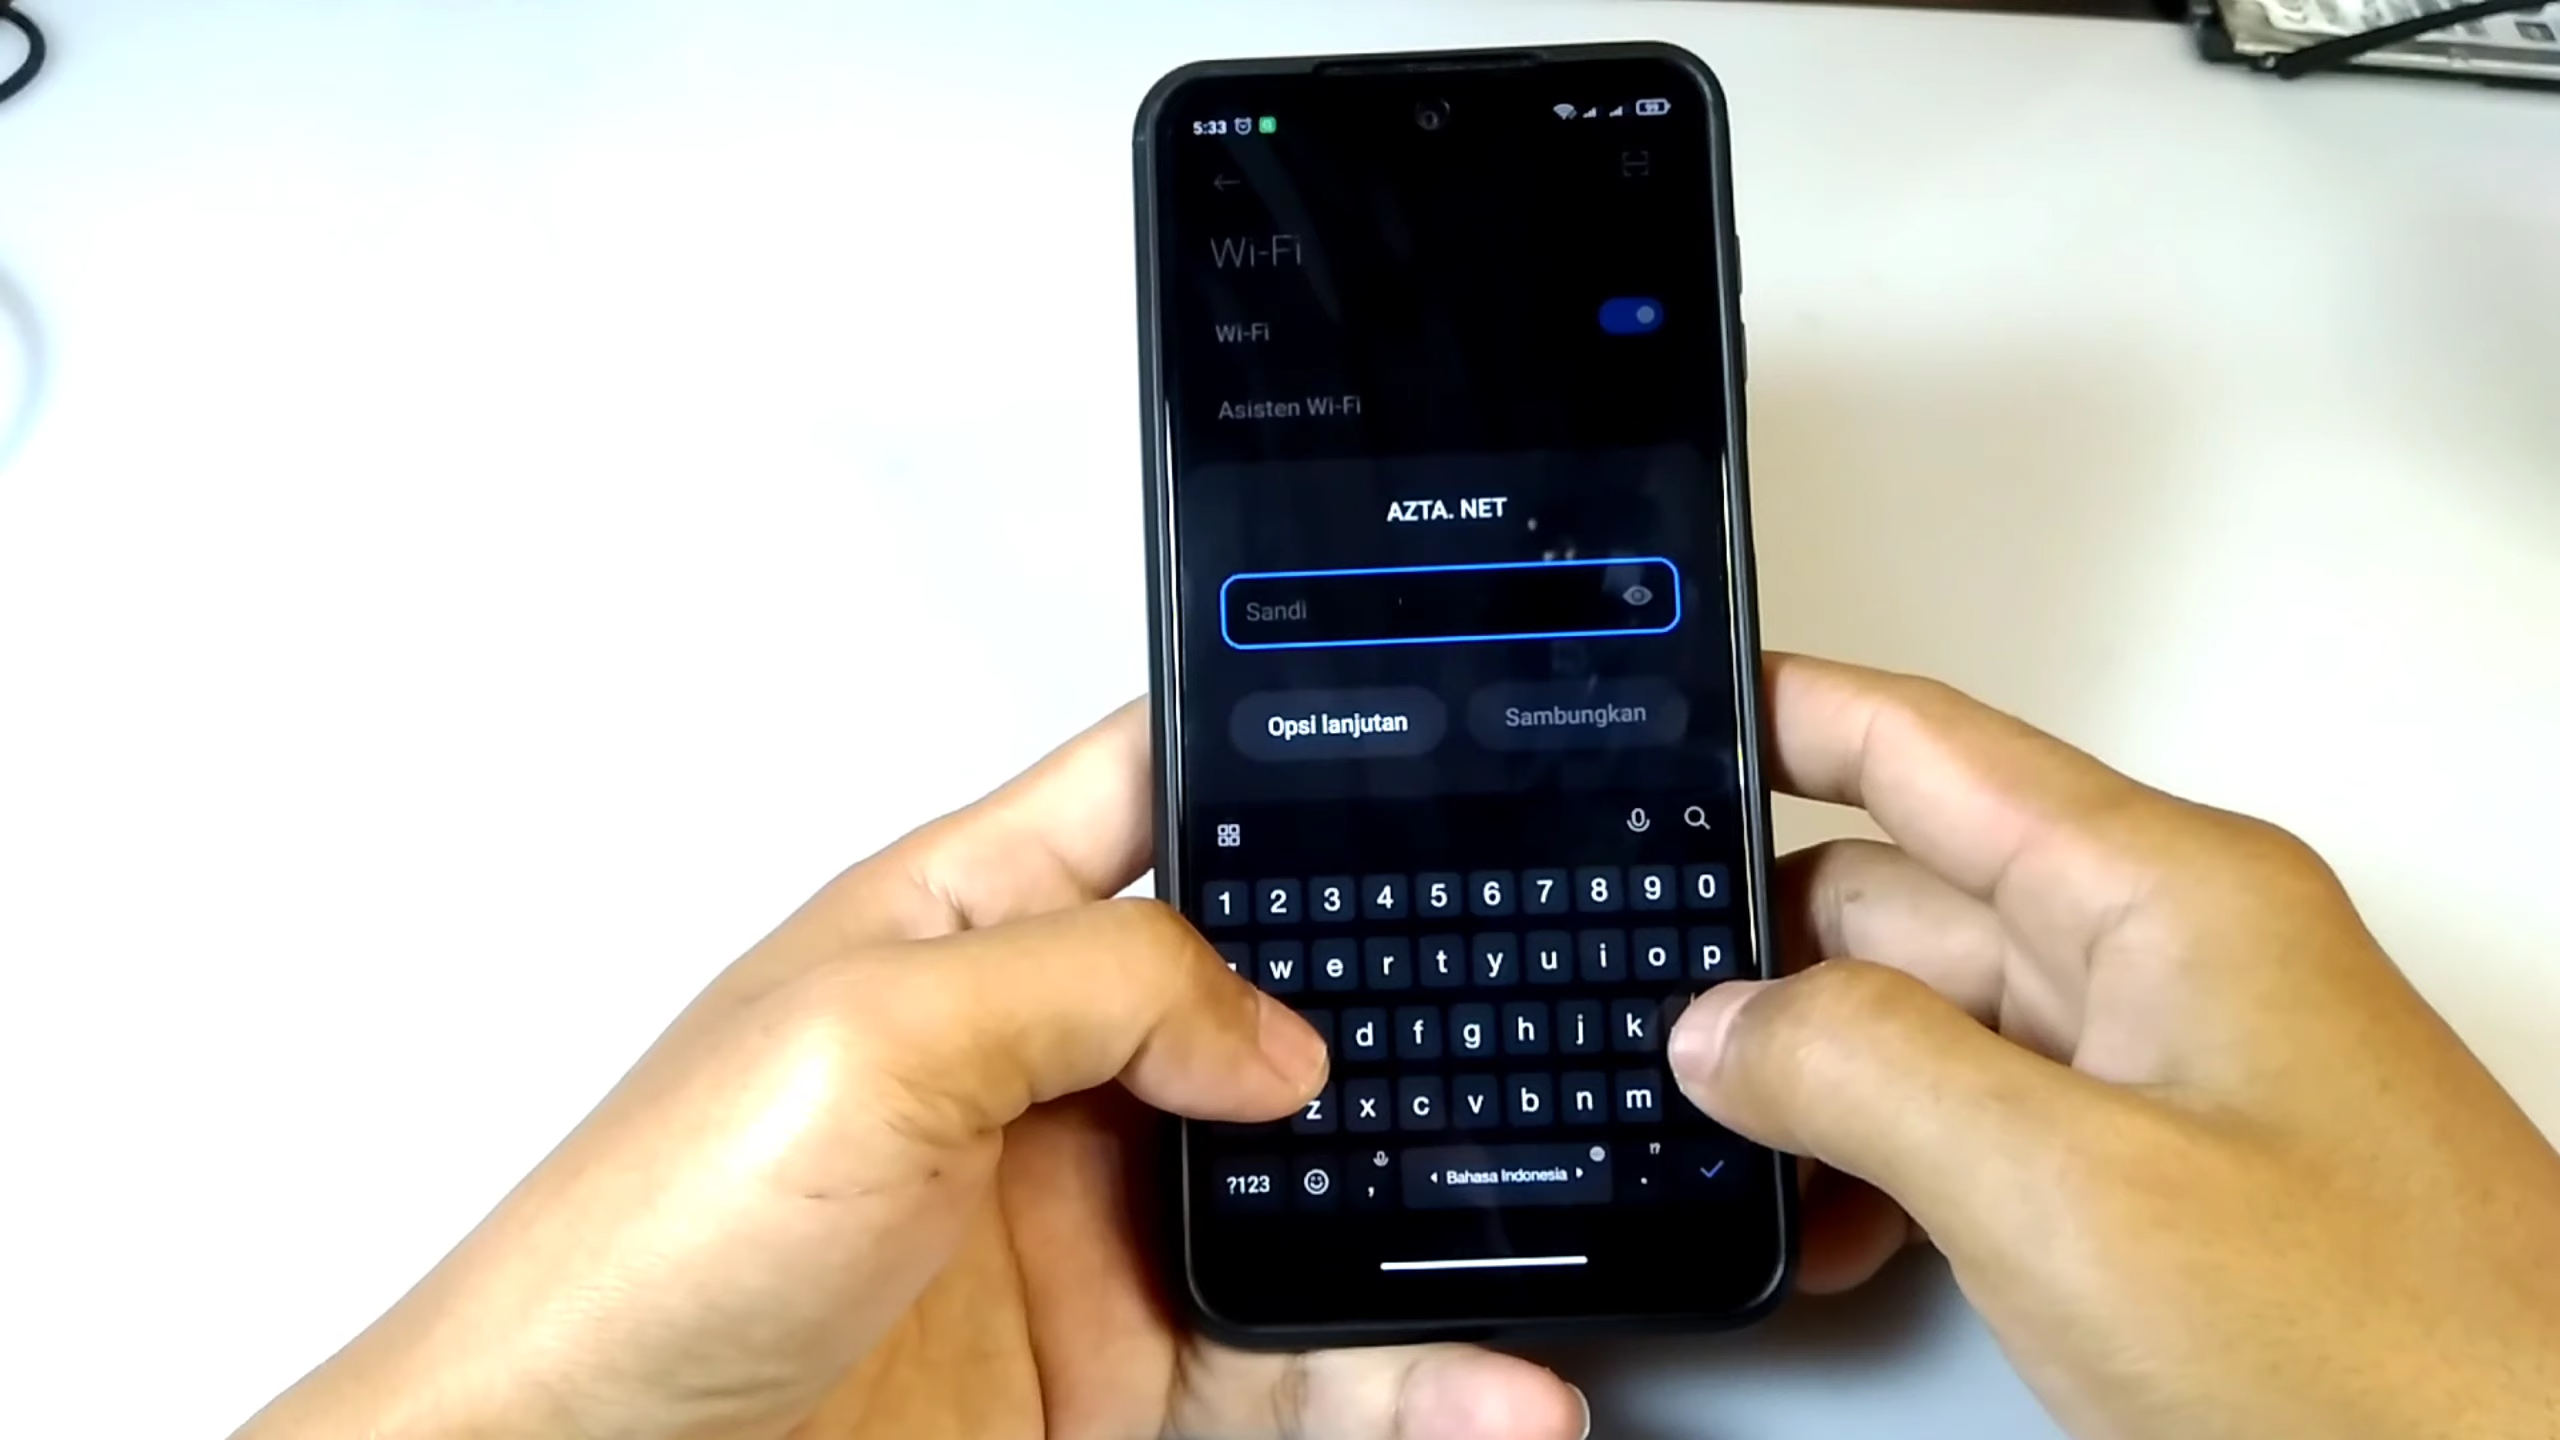 5:33
99
Wi-Fi
Wi-Fi
Asisten Wi-Fi
AZTA. NET
Sandi
Opsi lanjutan
Sambungkan
1 2 3 4 5 6 7 8 9 0
w e r t y u i o p
d f g h j k
z x c v b n m
?123 , Bahasa Indonesia .